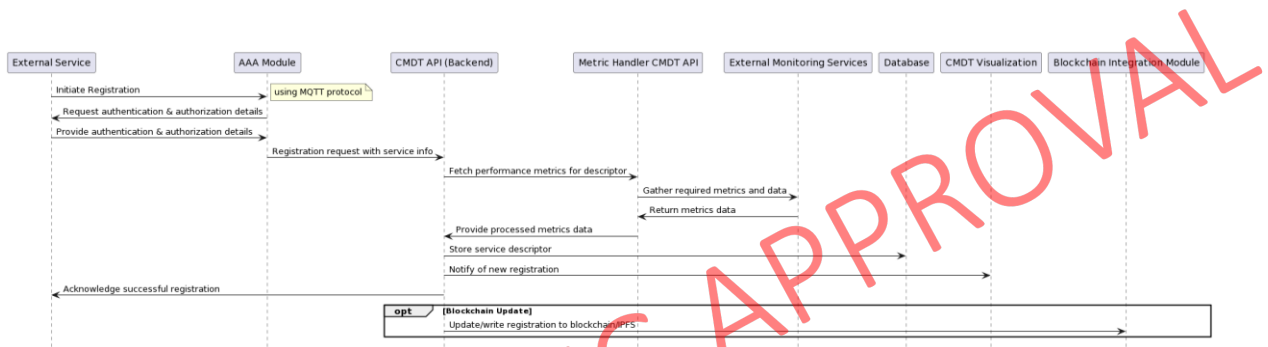 External Service
AAA Module
CMDT API (Backend)
Metric Handler CMDT API
External Monitoring Services
Database
CMDT Visualization
Blockchain Integration Module
Initiate Registration
using MQTT protocol
Request authentication & authorization details
Provide authentication & authorization details
Registration request with service info
Fetch performance metrics for descriptor
Gather required metrics and data
Return metrics data
Provide processed metrics data
Store service descriptor
Notify of new registration
Acknowledge successful registration
opt [Blockchain Update]
Update/write registration to blockchain/IPFS
APPROVAL